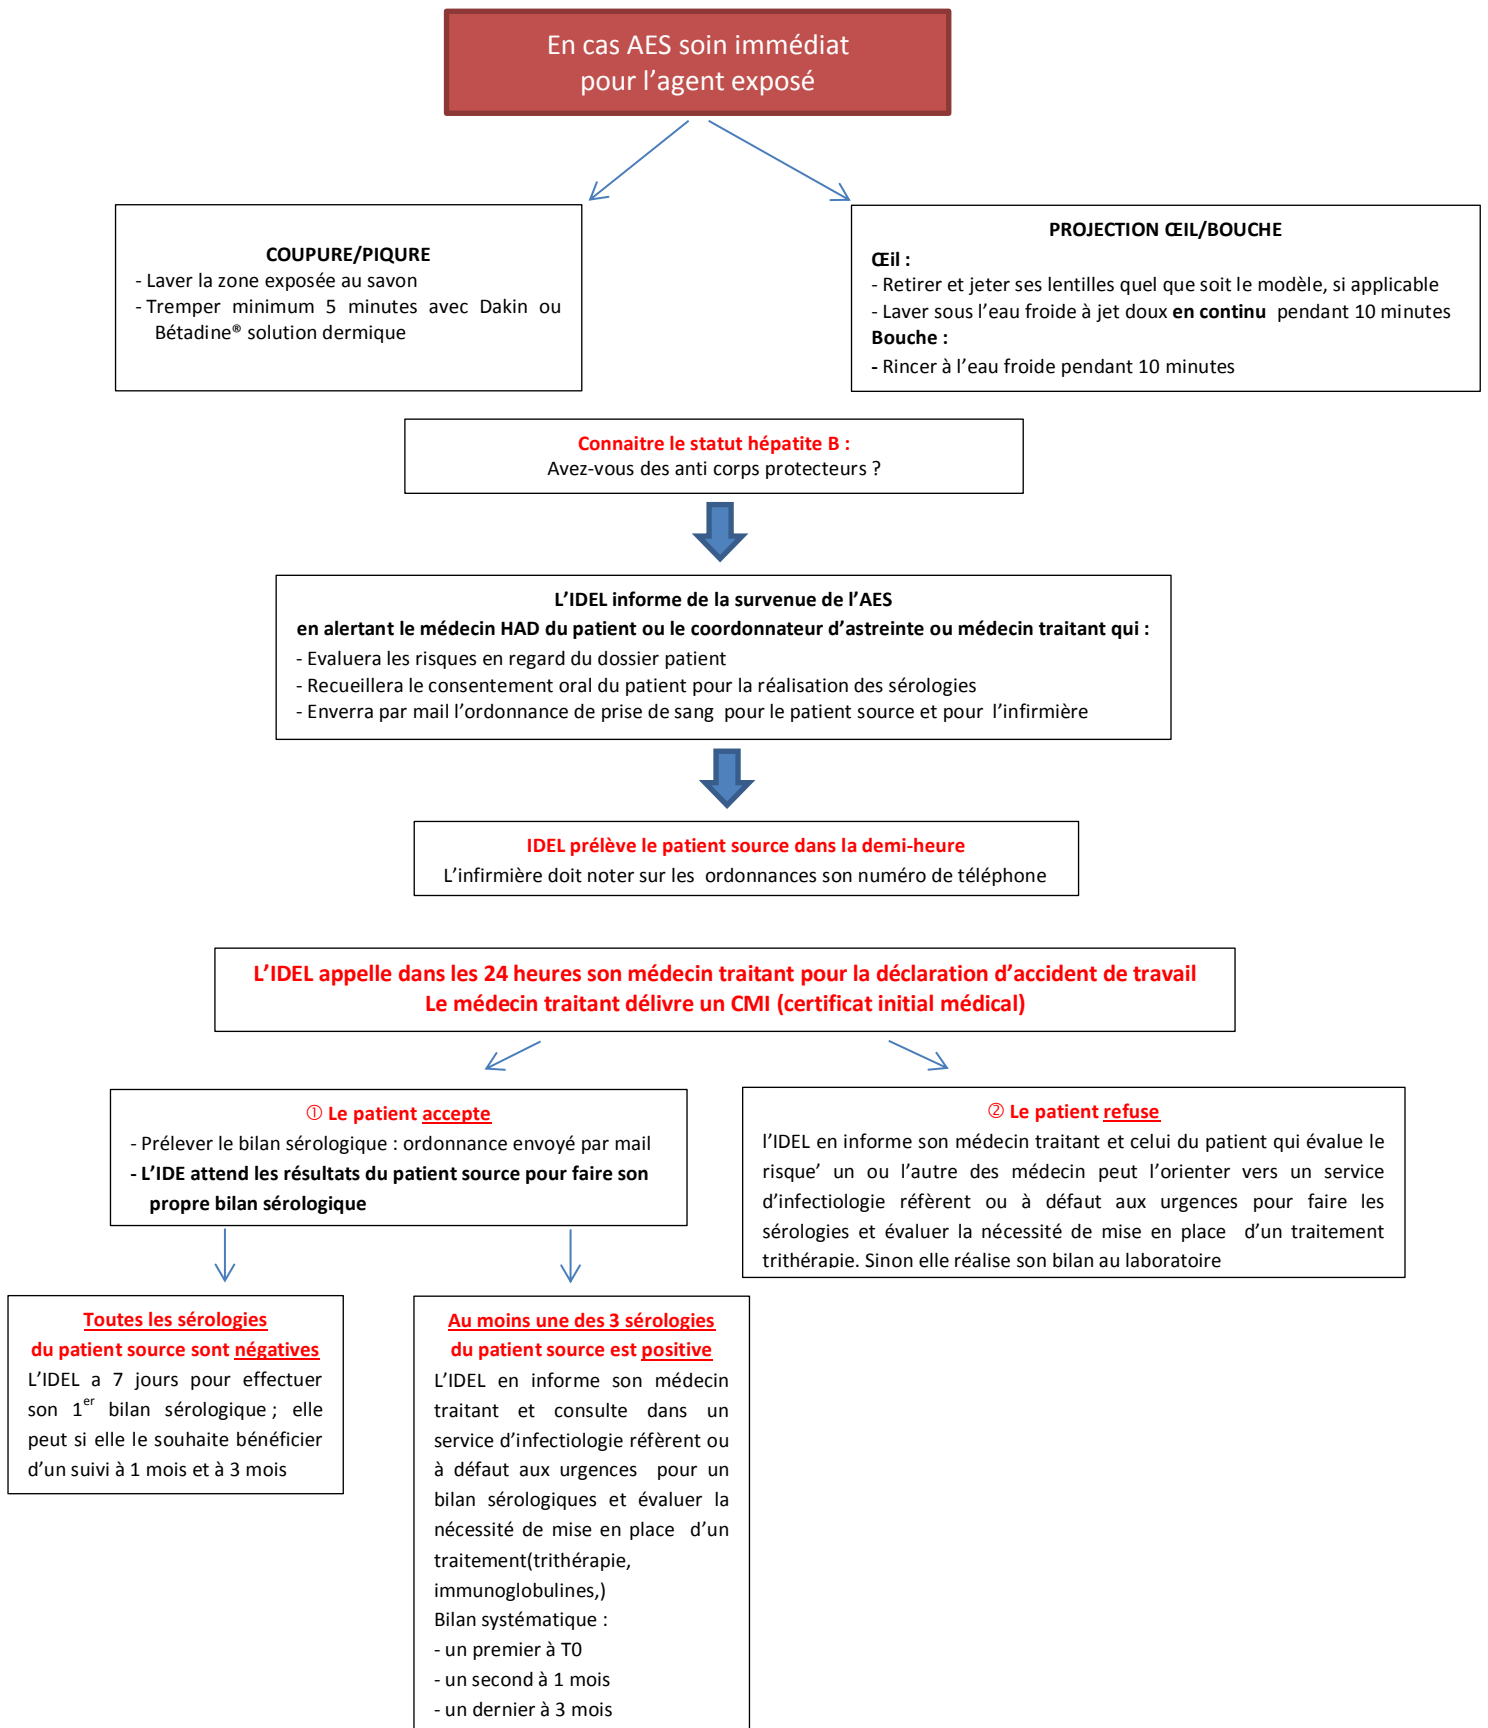 En cas AES soin immédiat
pour l’agent exposé
COUPURE/PIQURE
- Laver la zone exposée au savon
- Tremper minimum 5 minutes avec Dakin ou
Bétadine® solution dermique
PROJECTION ŒIL/BOUCHE
Œil :
- Retirer et jeter ses lentilles quel que soit le modèle, si applicable
- Laver sous l’eau froide à jet doux en continu pendant 10 minutes
Bouche :
- Rincer à l’eau froide pendant 10 minutes
Connaitre le statut hépatite B :
Avez-vous des anti corps protecteurs ?
L’IDEL informe de la survenue de l’AES
en alertant le médecin HAD du patient ou le coordonnateur d’astreinte ou médecin traitant qui :
- Evaluera les risques en regard du dossier patient
- Recueillera le consentement oral du patient pour la réalisation des sérologies
- Enverra par mail l’ordonnance de prise de sang pour le patient source et pour l’infirmière
IDEL prélève le patient source dans la demi-heure
L’infirmière doit noter sur les ordonnances son numéro de téléphone
L’IDEL appelle dans les 24 heures son médecin traitant pour la déclaration d’accident de travail
Le médecin traitant délivre un CMI (certificat initial médical)
① Le patient accepte
- Prélever le bilan sérologique : ordonnance envoyé par mail
- L’IDE attend les résultats du patient source pour faire son
propre bilan sérologique
② Le patient refuse
l’IDEL en informe son médecin traitant et celui du patient qui évalue le
risque’ un ou l’autre des médecin peut l’orienter vers un service
d’infectiologie réfèrent ou à défaut aux urgences pour faire les
sérologies et évaluer la nécessité de mise en place d’un traitement
trithérapie. Sinon elle réalise son bilan au laboratoire
Toutes les sérologies
du patient source sont négatives
L’IDEL a 7 jours pour effectuer
son 1er bilan sérologique ; elle
peut si elle le souhaite bénéficier
d’un suivi à 1 mois et à 3 mois
Au moins une des 3 sérologies
du patient source est positive
L’IDEL en informe son médecin
traitant et consulte dans un
service d’infectiologie réfèrent ou
à défaut aux urgences pour un
bilan sérologiques et évaluer la
nécessité de mise en place d’un
traitement(trithérapie,
immunoglobulines,)
Bilan systématique :
- un premier à T0
- un second à 1 mois
- un dernier à 3 mois